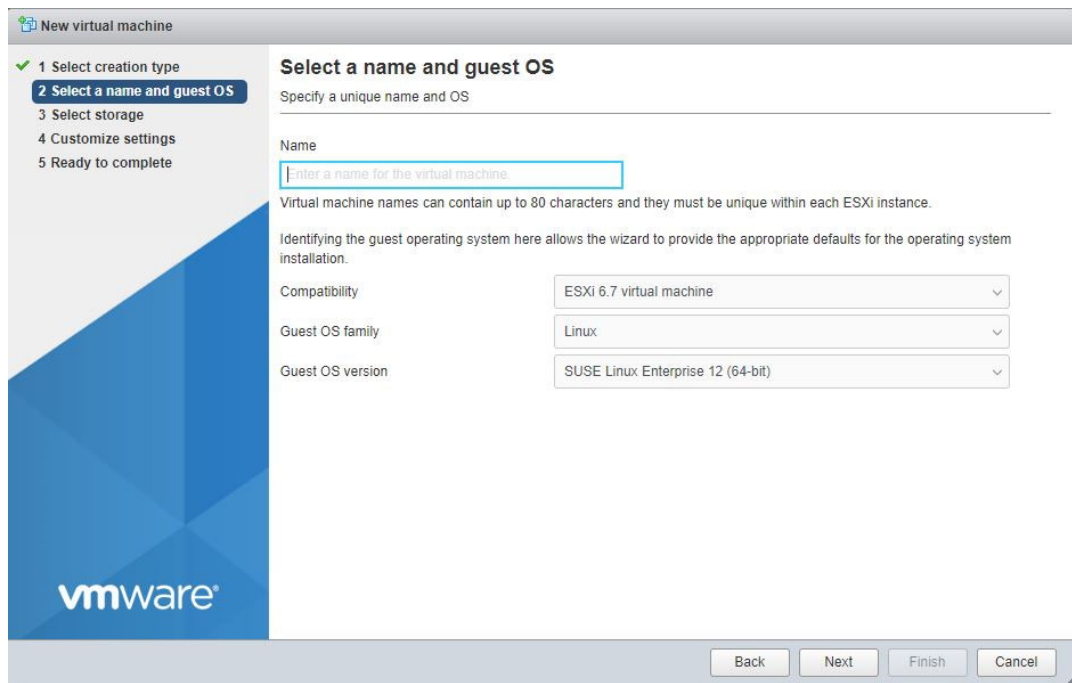 New virtual machine
1 Select creation type
2 Select a name and guest OS
3 Select storage
4 Customize settings
5 Ready to complete
Select a name and guest OS
Specify a unique name and OS
Name
Enter a name for the virtual machine.
Virtual machine names can contain up to 80 characters and they must be unique within each ESXi instance.
Identifying the guest operating system here allows the wizard to provide the appropriate defaults for the operating system
installation.
Compatibility
ESXi 6.7 virtual machine
Guest OS family
Linux
Guest OS version
SUSE Linux Enterprise 12 (64-bit)
vmware®
Back
Next
Finish
Cancel